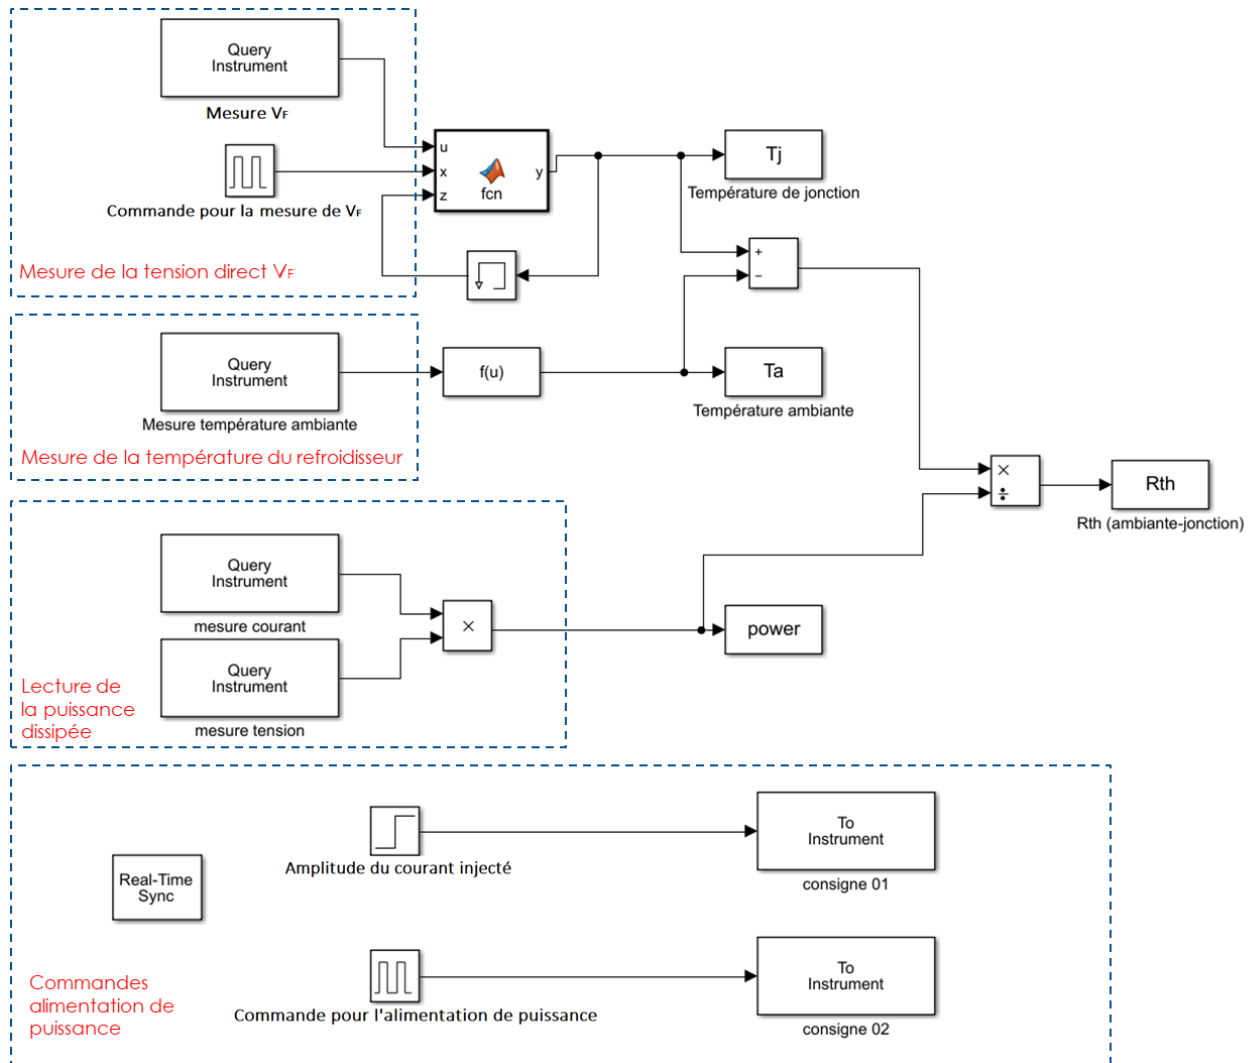 Query
Instrument
Mesure VF
Commande pour la mesure de VF
Mesure de la tension direct VF
u
x
z
y
fcn
Tj
Température de jonction
+
−
Query
Instrument
Mesure température ambiante
Mesure de la température du refroidisseur
f(u)
Ta
Température ambiante
×
÷
Rth
Rth (ambiante-jonction)
Query
Instrument
mesure courant
Query
Instrument
mesure tension
×
power
Lecture de
la puissance
dissipée
Real-Time
Sync
Amplitude du courant injecté
To
Instrument
consigne 01
Commande pour l'alimentation de puissance
To
Instrument
consigne 02
Commandes
alimentation de
puissance